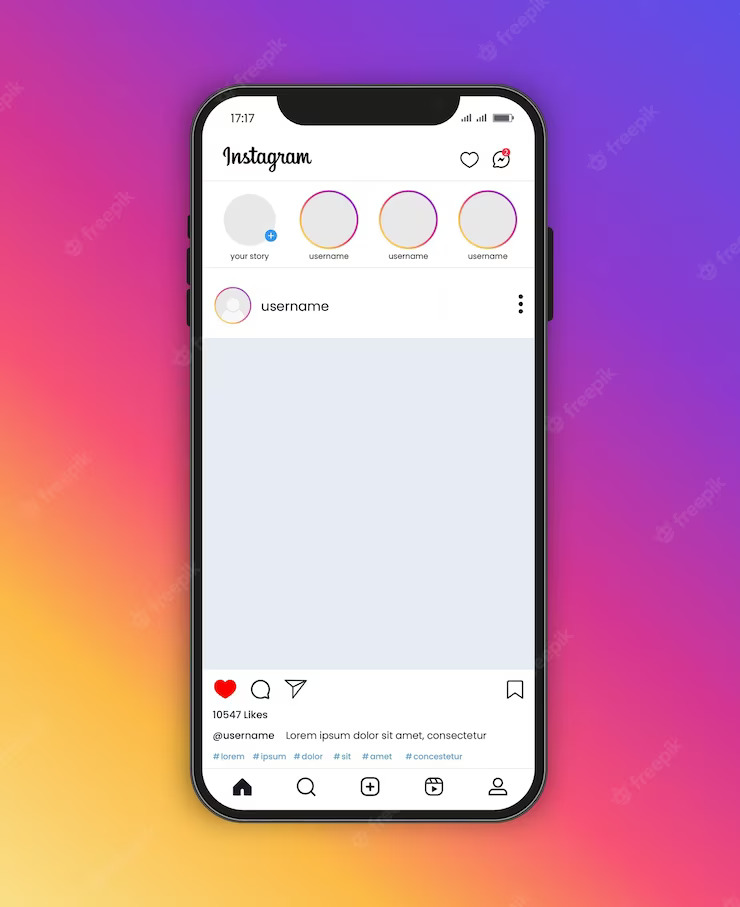 17:17
Instagram
2
your story username username username
username
10547 Likes
@username Lorem ipsum dolor sit amet, consectetur
#lorem #ipsum #dolor #sit #amet #concestetur
freepik
freepik
freepik
freepik
freepik
freepik
freepik
freepik
freepik
freepik
freepik